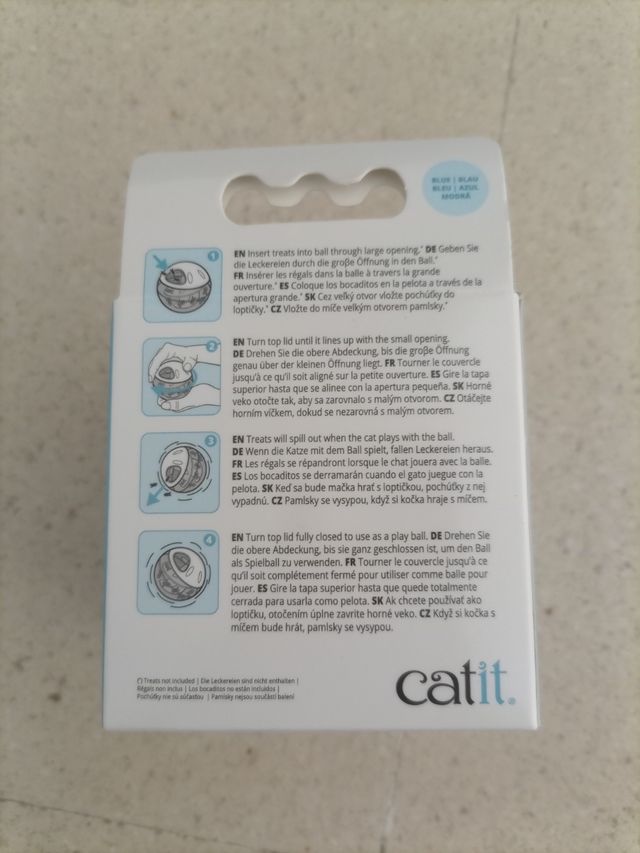 BLUE | BLAU
BLEU | AZUL
MODRÁ
1
EN Insert treats into ball through large opening.* DE Geben Sie
die Leckereien durch die große Öffnung in den Ball.*
FR Insérer les régals dans la balle à travers la grande
ouverture.* ES Coloque los bocaditos en la pelota a través de la
apertura grande.* SK Cez veľký otvor vložte pochúťky do
loptičky.* CZ Vložte do míče velkým otvorem pamlsky.*
2
EN Turn top lid until it lines up with the small opening.
DE Drehen Sie die obere Abdeckung, bis die große Öffnung
genau über der kleinen Öffnung liegt. FR Tourner le couvercle
jusqu'à ce qu'il soit aligné sur la petite ouverture. ES Gire la tapa
superior hasta que se alinee con la apertura pequeña. SK Horné
veko otočte tak, aby sa zarovnalo s malým otvorom. CZ Otáčejte
horním víčkem, dokud se nezarovná s malým otvorem.
3
EN Treats will spill out when the cat plays with the ball.
DE Wenn die Katze mit dem Ball spielt, fallen Leckereien heraus.
FR Les régals se répandront lorsque le chat jouera avec la balle.
ES Los bocaditos se derramarán cuando el gato juegue con la
pelota. SK Keď sa bude mačka hrať s loptičkou, pochúťky z nej
vypadnú. CZ Pamlsky se vysypou, když si kočka hraje s míčem.
4
EN Turn top lid fully closed to use as a play ball. DE Drehen Sie
die obere Abdeckung, bis sie ganz geschlossen ist, um den Ball
als Spielball zu verwenden. FR Tourner le couvercle jusqu'à ce
qu'il soit complétement fermé pour utiliser comme balle pour
jouer. ES Gire la tapa superior hasta que quede totalmente
cerrada para usarla como pelota. SK Ak chcete používať ako
loptičku, otočením úplne zavrite horné veko. CZ Když si kočka s
míčem bude hrát, pamlsky se vysypou.
(*) Treats not included | Die Leckereien sind nicht enthalten |
Régals non inclus | Los bocaditos no están incluidos |
Pochúťky nie sú súčasťou | Pamlsky nejsou součástí balení
catit.